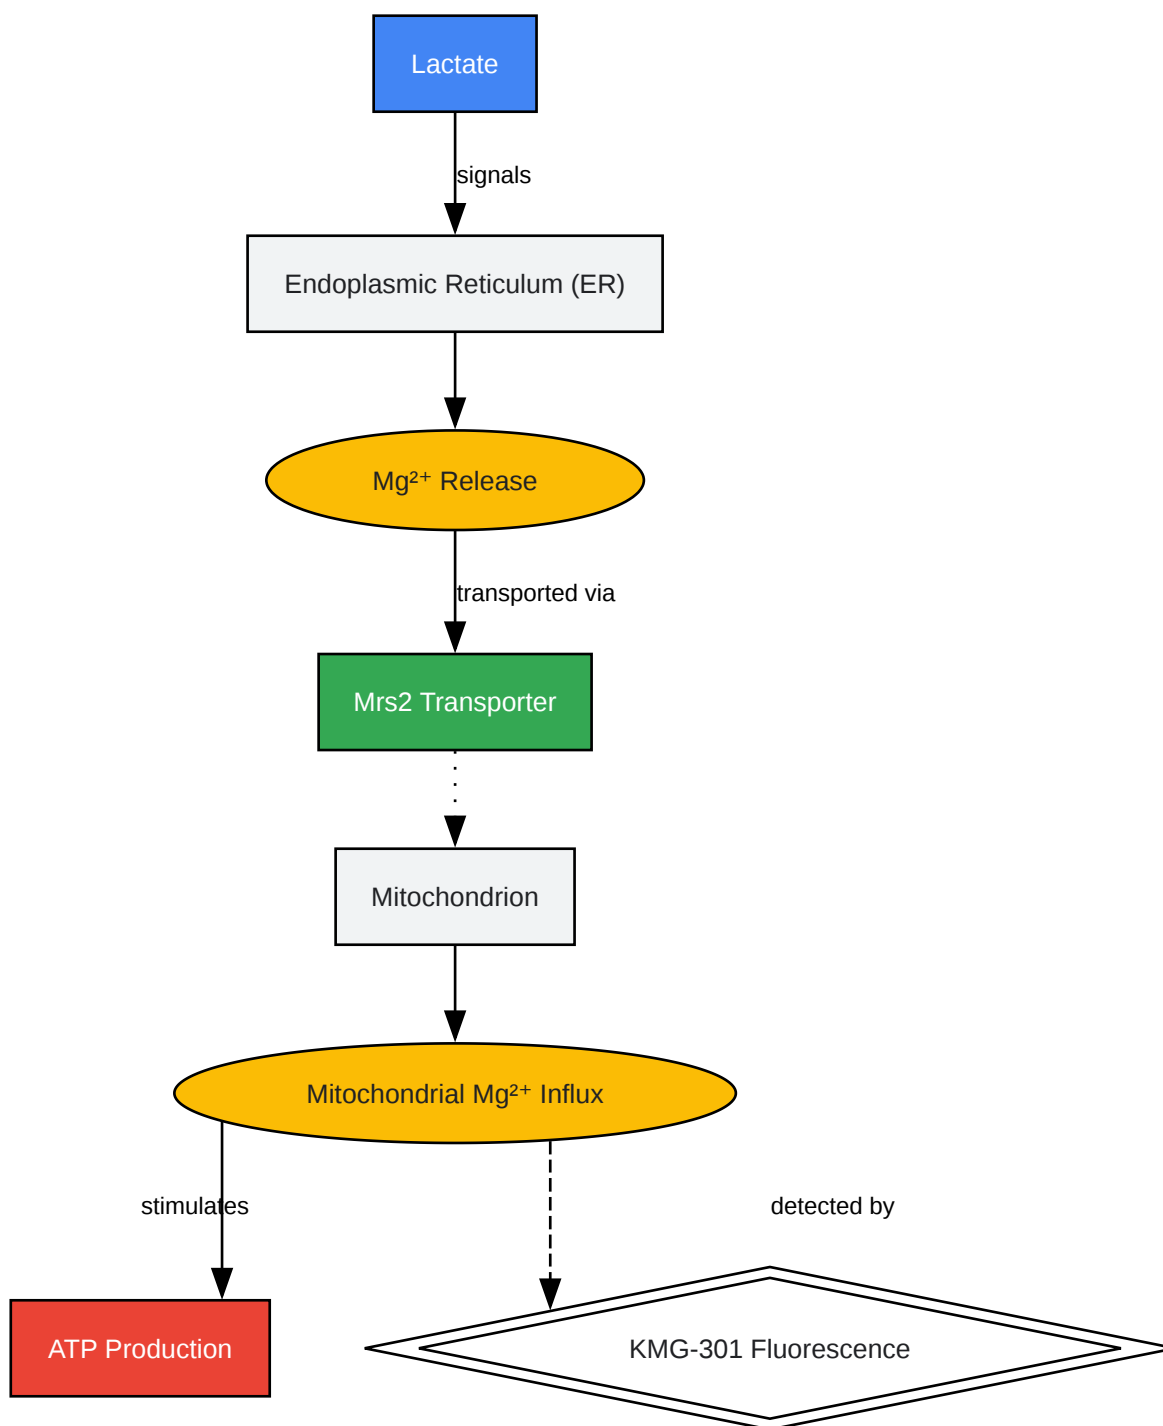 Lactate
signals
Endoplasmic Reticulum (ER)
Mg²⁺ Release
transported via
Mrs2 Transporter
Mitochondrion
Mitochondrial Mg²⁺ Influx
stimulates
detected by
ATP Production
KMG-301 Fluorescence